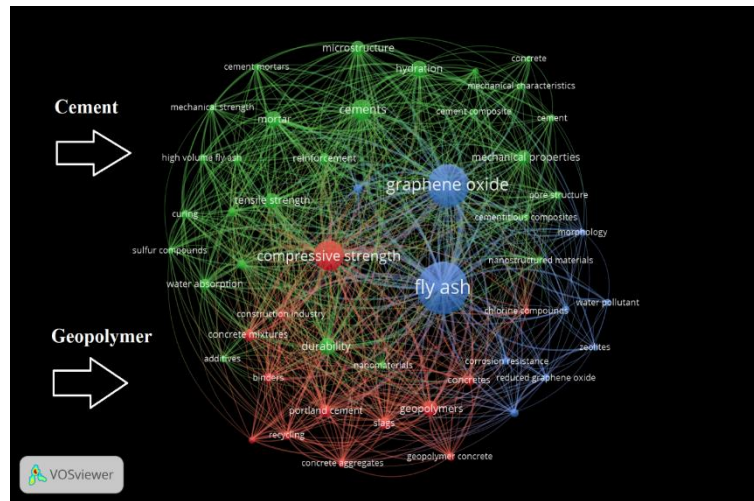 microstructure
concrete
cement mortars
hydration
mechanical characteristics
Cement
mechanical strength
cements
cement composite
mortar
cement
high volume fly ash
reinforcement
mechanical properties
graphene oxide
tensile strength
pore structure
curing
cementitious composites
morphology
sulfur compounds
compressive strength
nanostructured materials
water absorption
fly ash
water pollutant
construction industry
chlorine compounds
Geopolymer
concrete mixtures
durability
zeolites
additives
nanomaterials
corrosion resistance
binders
concretes
reduced graphene oxide
portland cement
geopolymers
slags
recycling
concrete aggregates
geopolymer concrete
VOSviewer